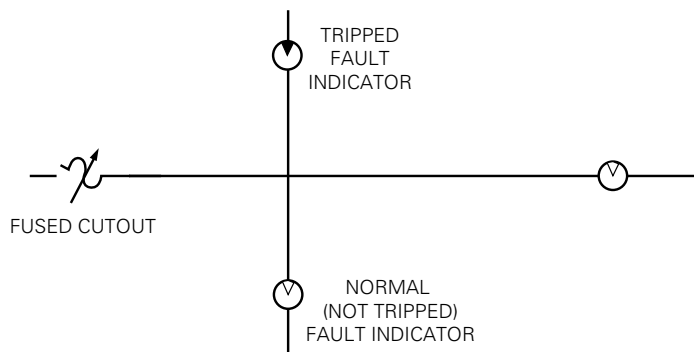 TRIPPED
FAULT
INDICATOR
FUSED CUTOUT
NORMAL
(NOT TRIPPED)
FAULT INDICATOR